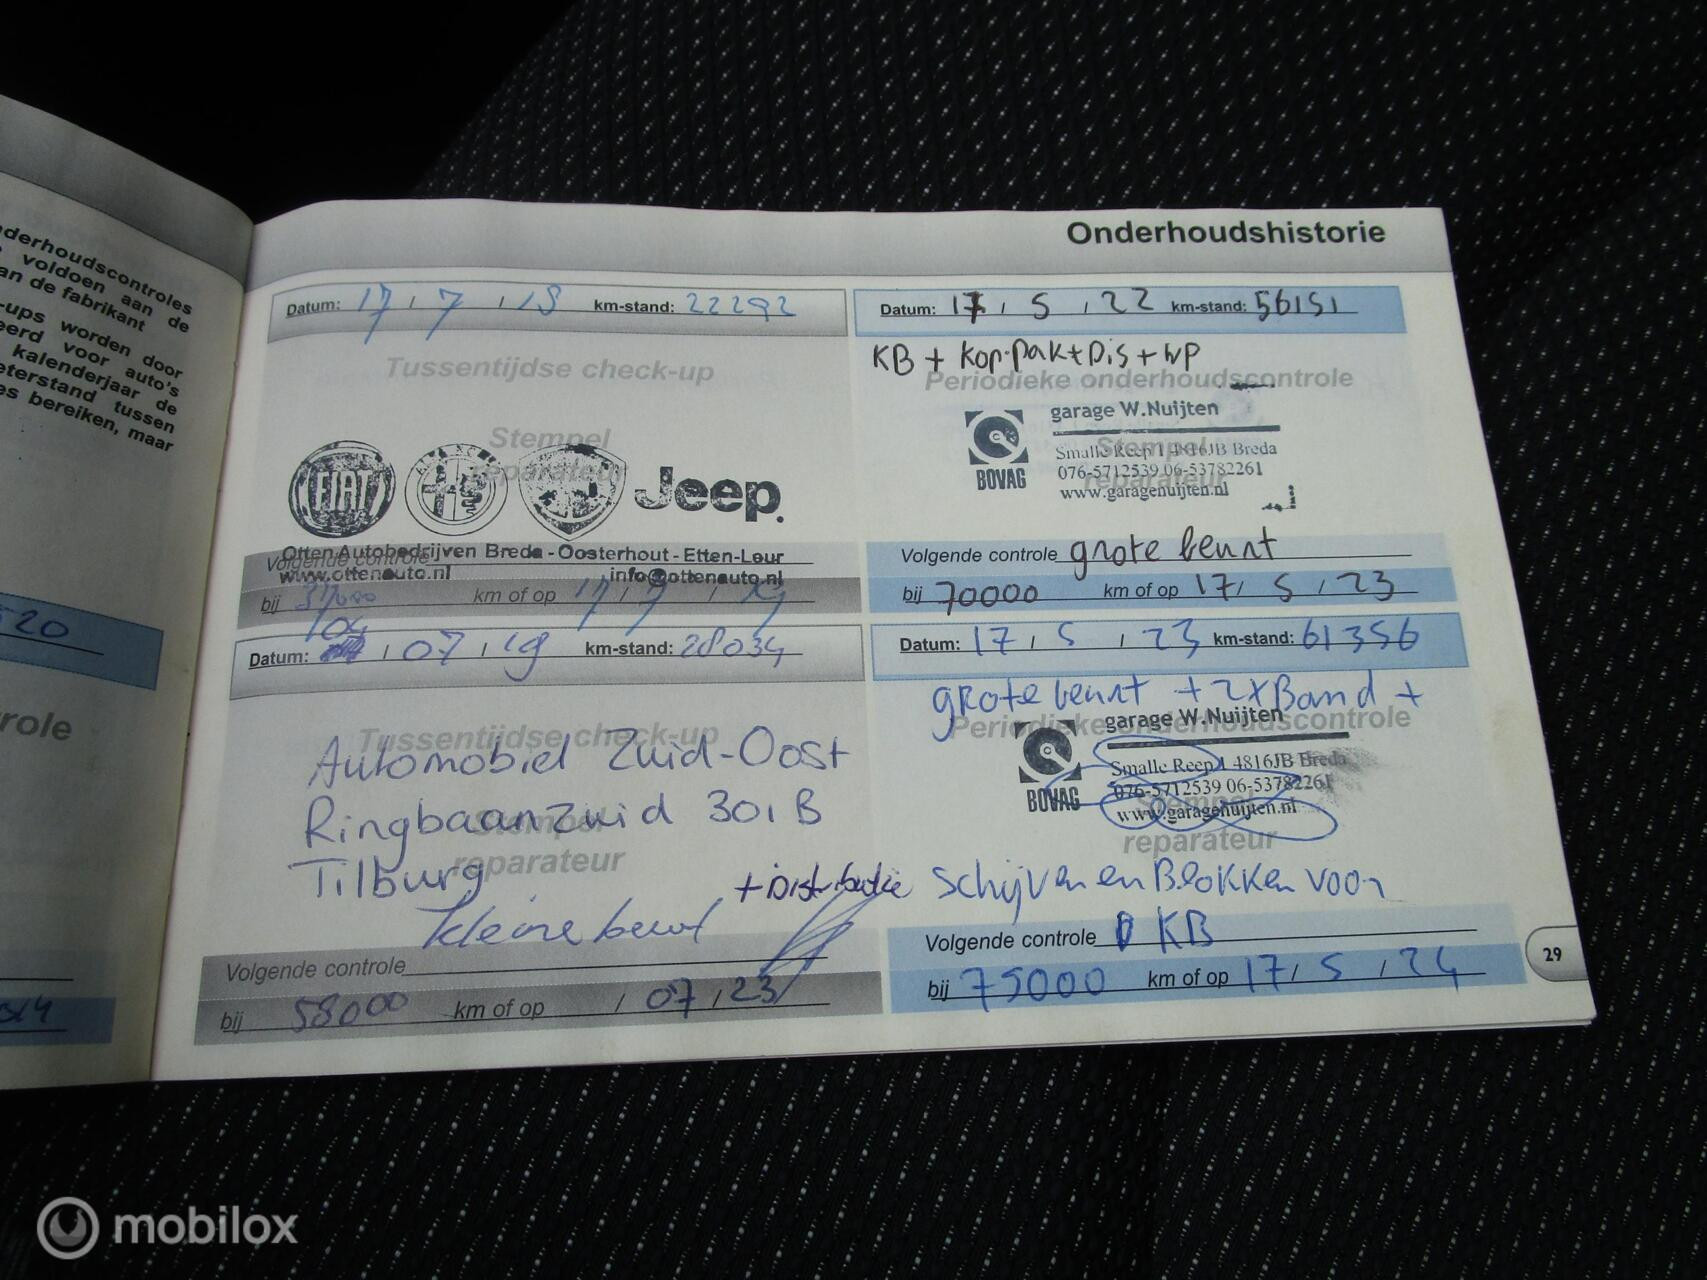 nderhoudscontroles
voldoen aan de
an de fabrikant
-ups worden door
eerd voor auto's
kalenderjaar de
eterstand tussen
es bereiken, maar
520
role
Onderhoudshistorie
Datum: 17 / 7 / 18 km-stand: 22292
Tussentijdse check-up
Stempel
reparateur
FIAT
Jeep
Otten Autobedrijven Breda - Oosterhout - Etten-Leur
Volgende controle
www.ottenauto.nl info@ottenauto.nl
bij 37000 km of op 17 / 7 /
Datum: / 07 / 19 km-stand: 28034
Tussentijdse check-up
Automobiel Zuid-Oost
Ringbaan Zuid 301 B
Stempel
Tilburg
reparateur
kleine beurt + Distributie
Volgende controle
bij 58000 km of op / 07 / 23
Datum: 17 / 5 / 22 km-stand: 56151
KB + Kop.pak + Dis + WP
Periodieke onderhoudscontrole
garage W.Nuijten
Stempel
Smalle Reep 1 4816JB Breda
076-5712539 06-53782261
reparateur
www.garagenuijten.nl
BOVAG
Volgende controle grote beurt
bij 70000 km of op 17 / 5 / 23
Datum: 17 / 5 / 23 km-stand: 61356
grote beurt + 2x Band +
Periodieke onderhoudscontrole
garage W.Nuijten
Smalle Reep 1 4816JB Breda
076-5712539 06-53782261
BOVAG
Stempel
www.garagenuijten.nl
reparateur
Schijven en Blokken voor
Volgende controle KB
bij 75000 km of op 17 / 5 / 24
29
mobilox